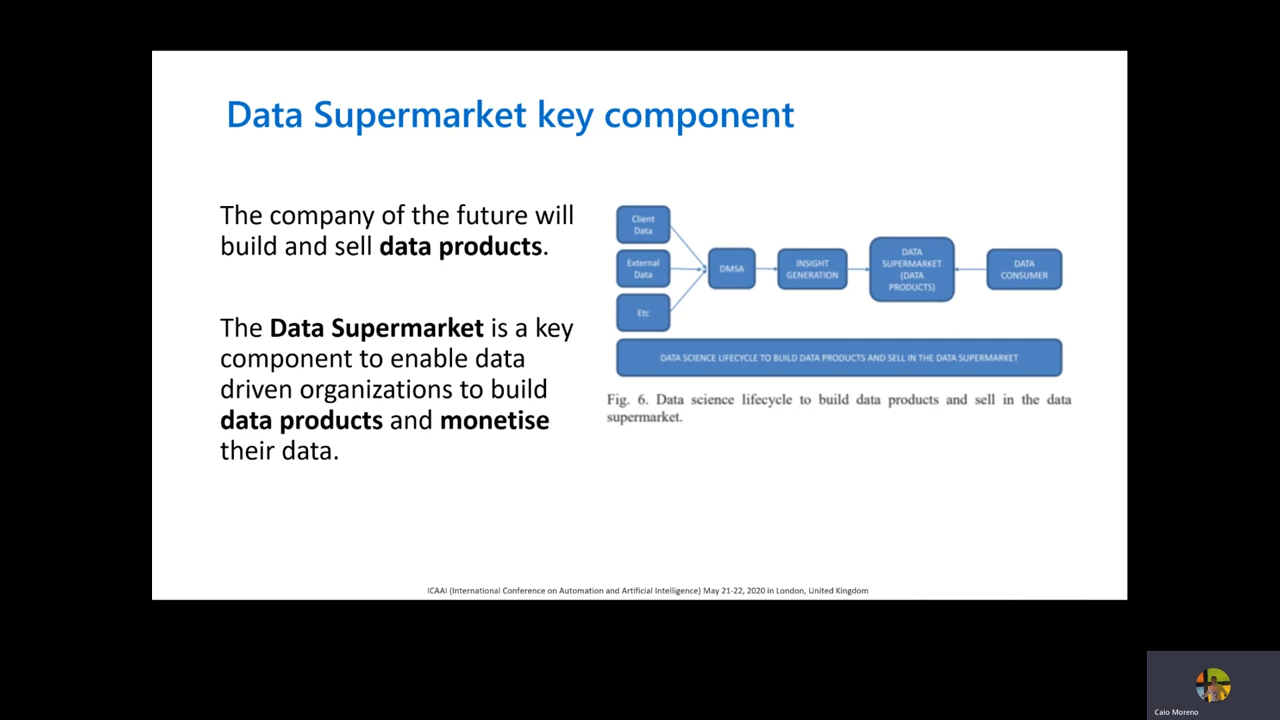 Data Supermarket key component
The company of the future will
build and sell data products.
The Data Supermarket is a key
component to enable data
driven organizations to build
data products and monetise
their data.
Client
Data
External
Data
Etc
DMSA
INSIGHT
GENERATION
DATA
SUPERMARKET
(DATA
PRODUCTS)
DATA
CONSUMER
DATA SCIENCE LIFECYCLE TO BUILD DATA PRODUCTS AND SELL IN THE DATA SUPERMARKET
Fig. 6. Data science lifecycle to build data products and sell in the data
supermarket.
ICAAI (International Conference on Automation and Artificial Intelligence) May 21-22, 2020 in London, United Kingdom
Caio Moreno